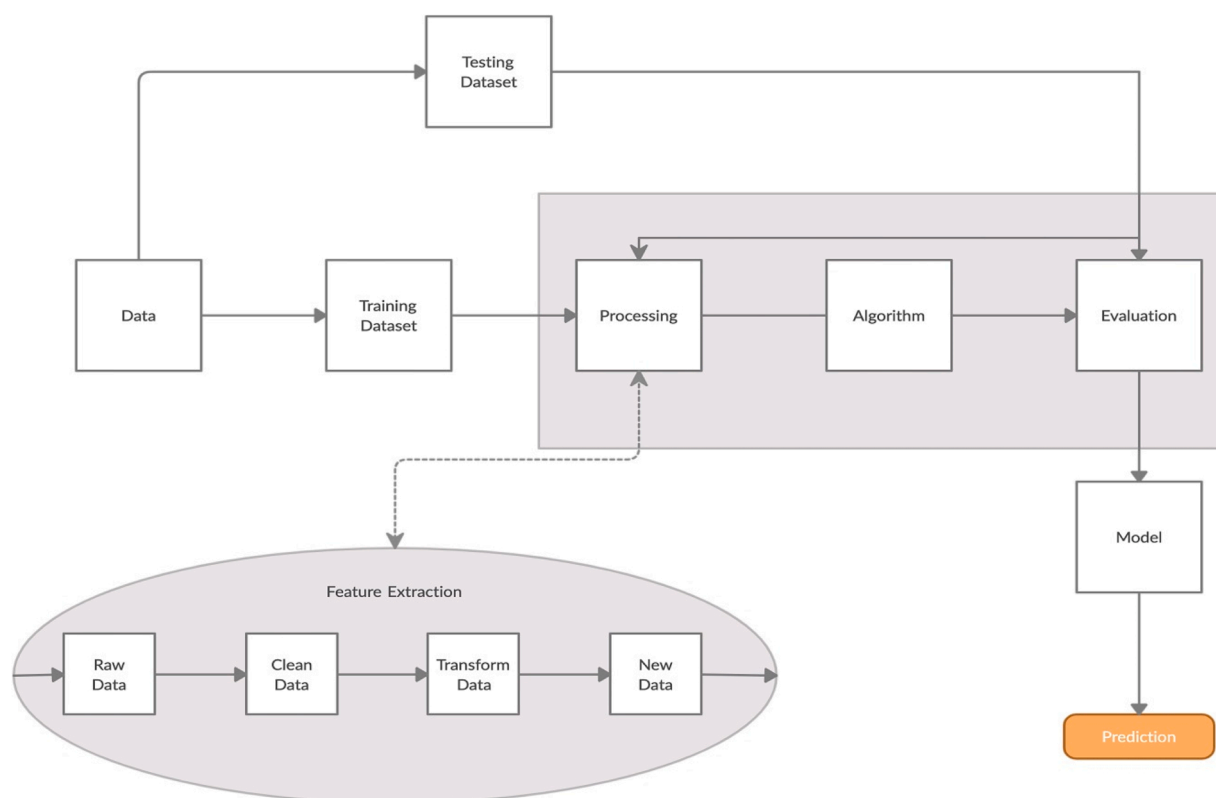 Testing
Dataset
Data
Training
Dataset
Processing
Algorithm
Evaluation
Model
Feature Extraction
Raw
Data
Clean
Data
Transform
Data
New
Data
Prediction